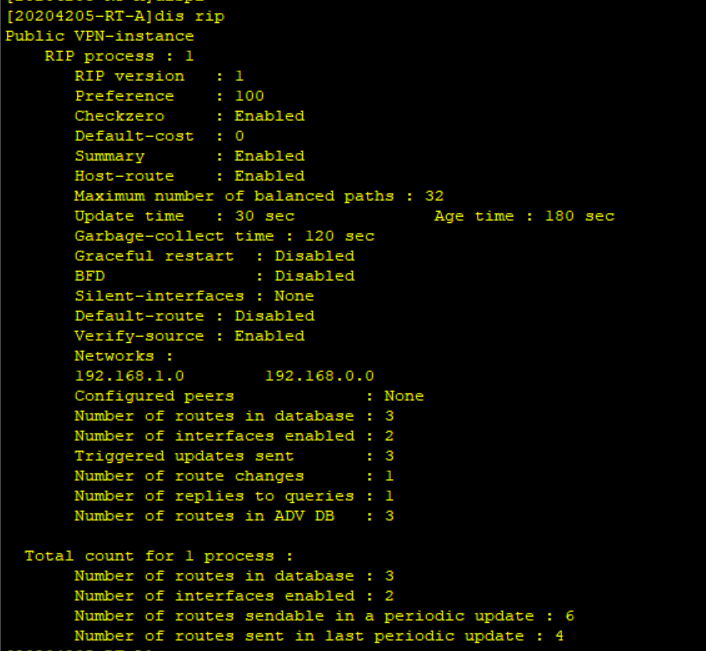 [20204205-RT-A]dis rip
Public VPN-instance
RIP process : 1
RIP version : 1
Preference : 100
Checkzero : Enabled
Default-cost : 0
Summary : Enabled
Host-route : Enabled
Maximum number of balanced paths : 32
Update time : 30 sec Age time : 180 sec
Garbage-collect time : 120 sec
Graceful restart : Disabled
BFD : Disabled
Silent-interfaces : None
Default-route : Disabled
Verify-source : Enabled
Networks :
192.168.1.0 192.168.0.0
Configured peers : None
Number of routes in database : 3
Number of interfaces enabled : 2
Triggered updates sent : 3
Number of route changes : 1
Number of replies to queries : 1
Number of routes in ADV DB : 3
Total count for 1 process :
Number of routes in database : 3
Number of interfaces enabled : 2
Number of routes sendable in a periodic update : 6
Number of routes sent in last periodic update : 4